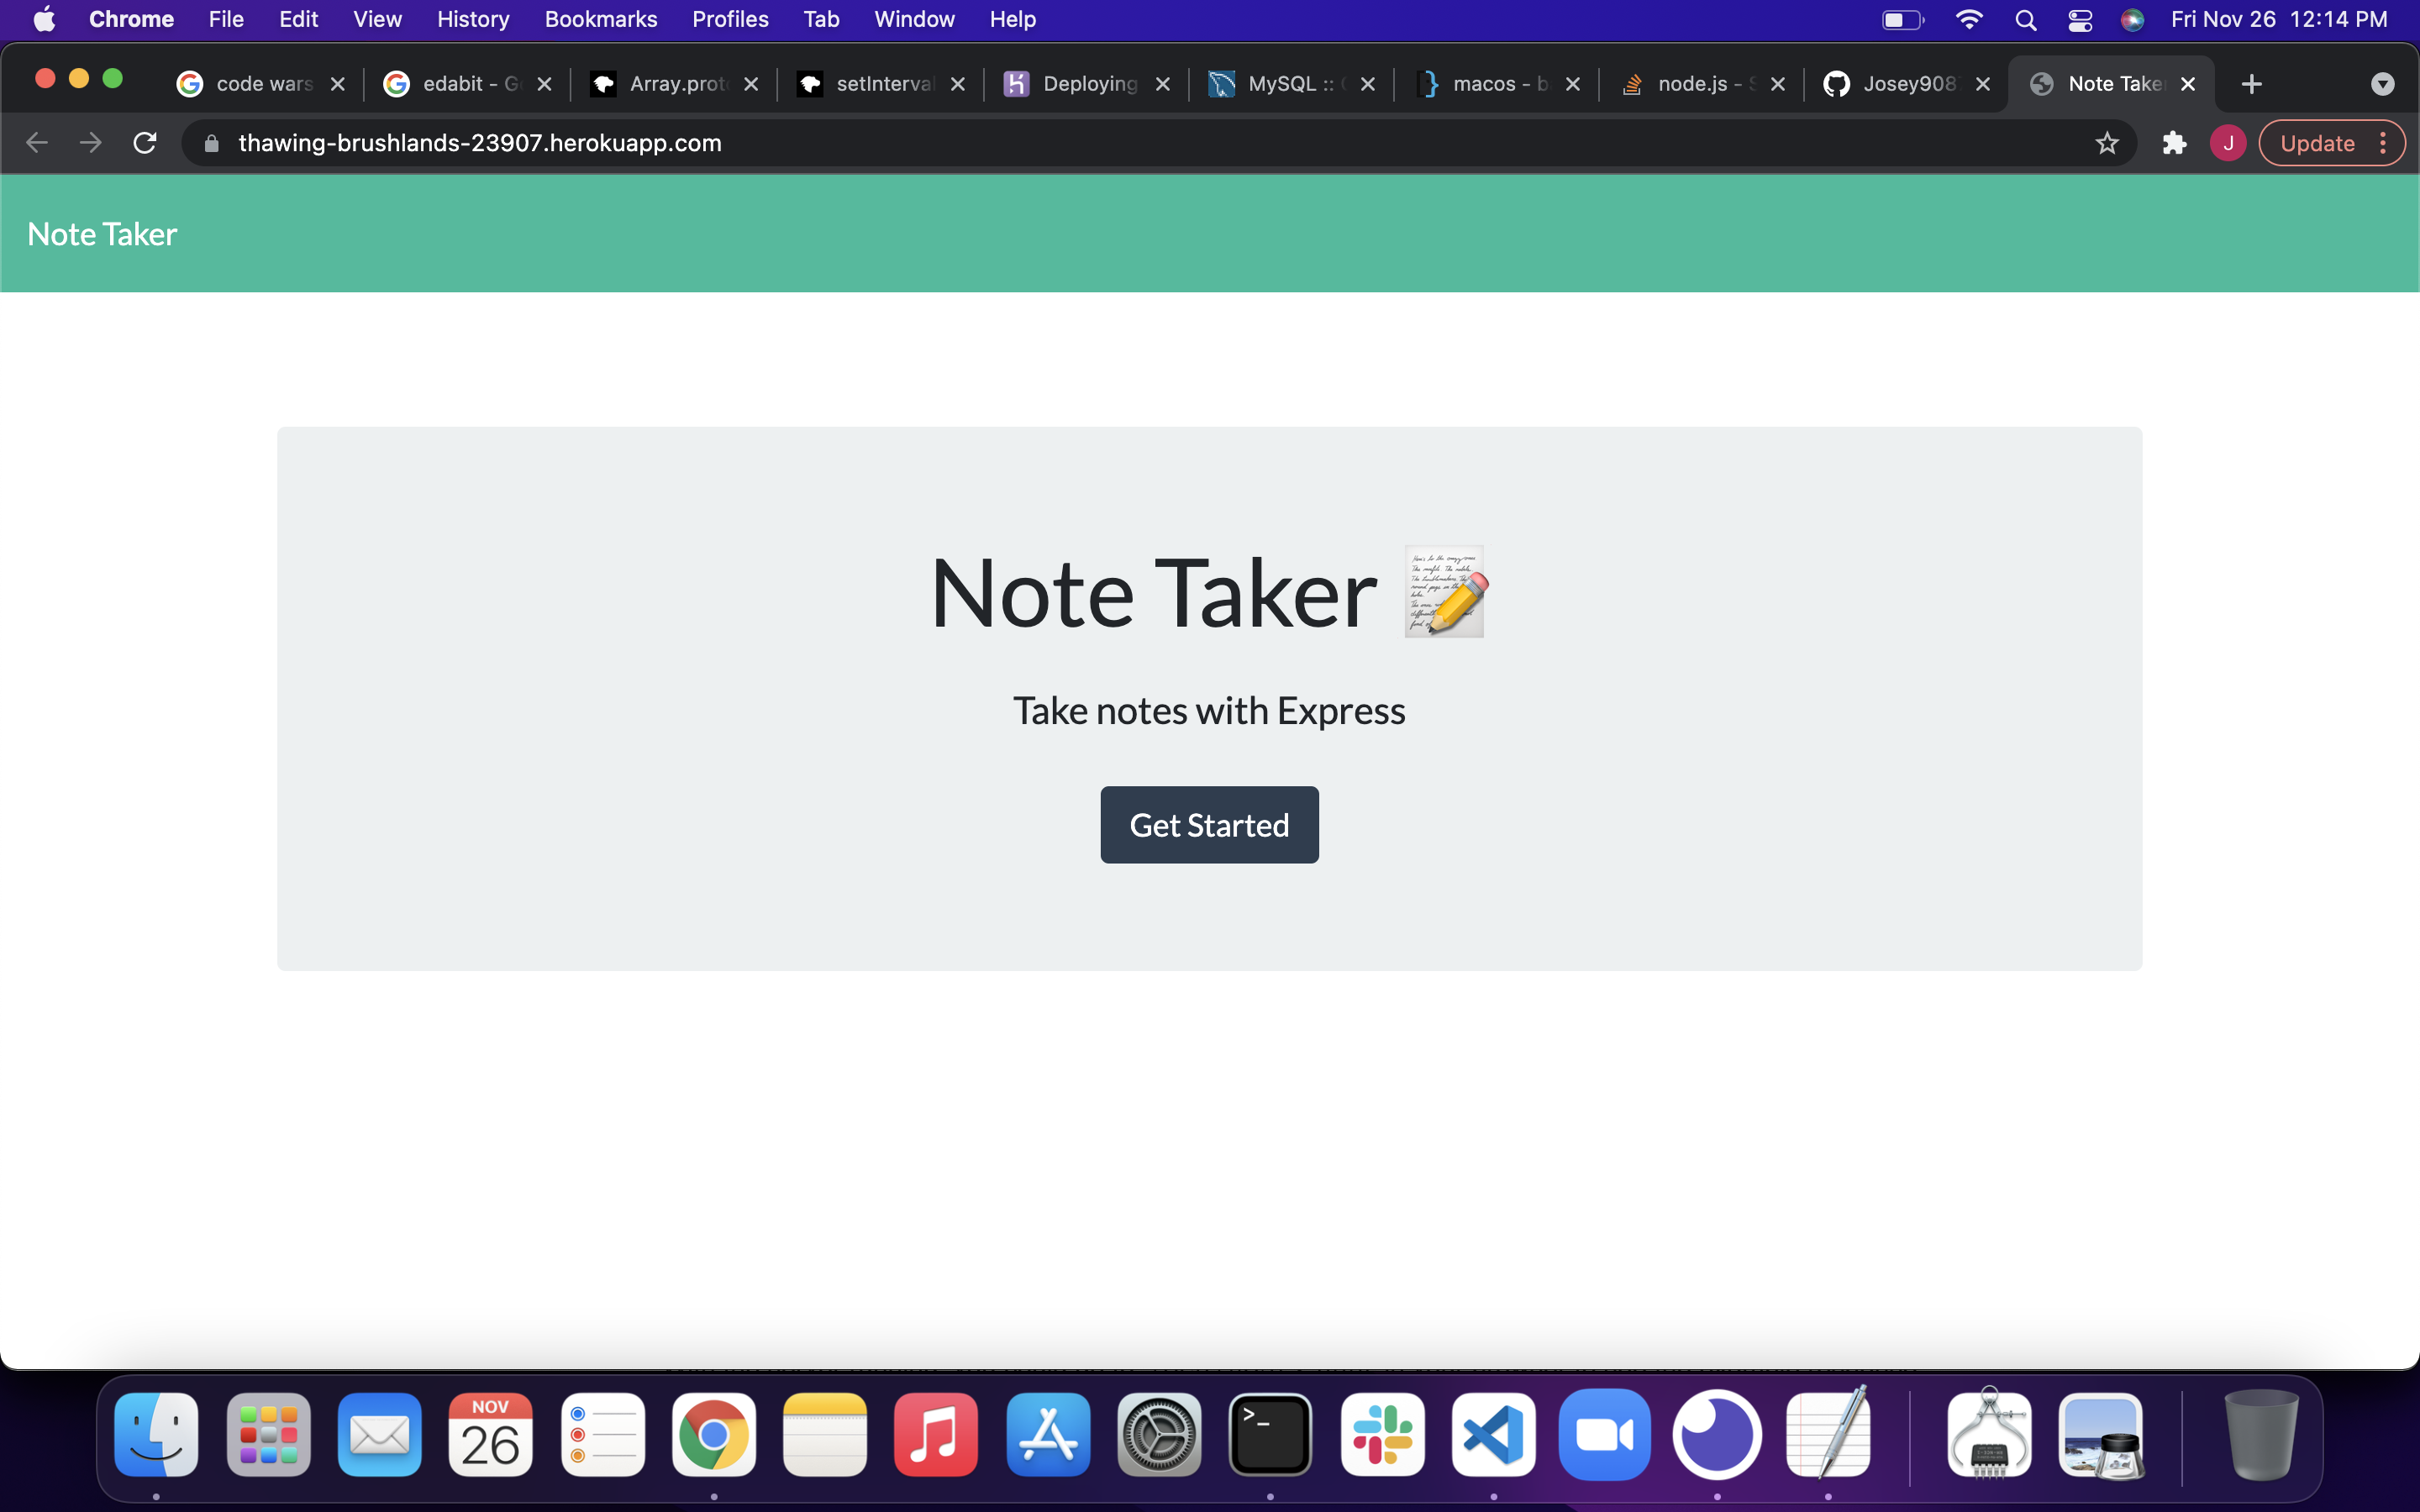 Chrome File Edit View History Bookmarks Profiles Tab Window Help Fri Nov 26 12:14 PM
code wars edabit - G Array.prot setInterval Deploying MySQL :: macos - b node.js - S Josey908 Note Take
thawing-brushlands-23907.herokuapp.com J Update
Note Taker
Note Taker
Take notes with Express
Get Started
NOV
26